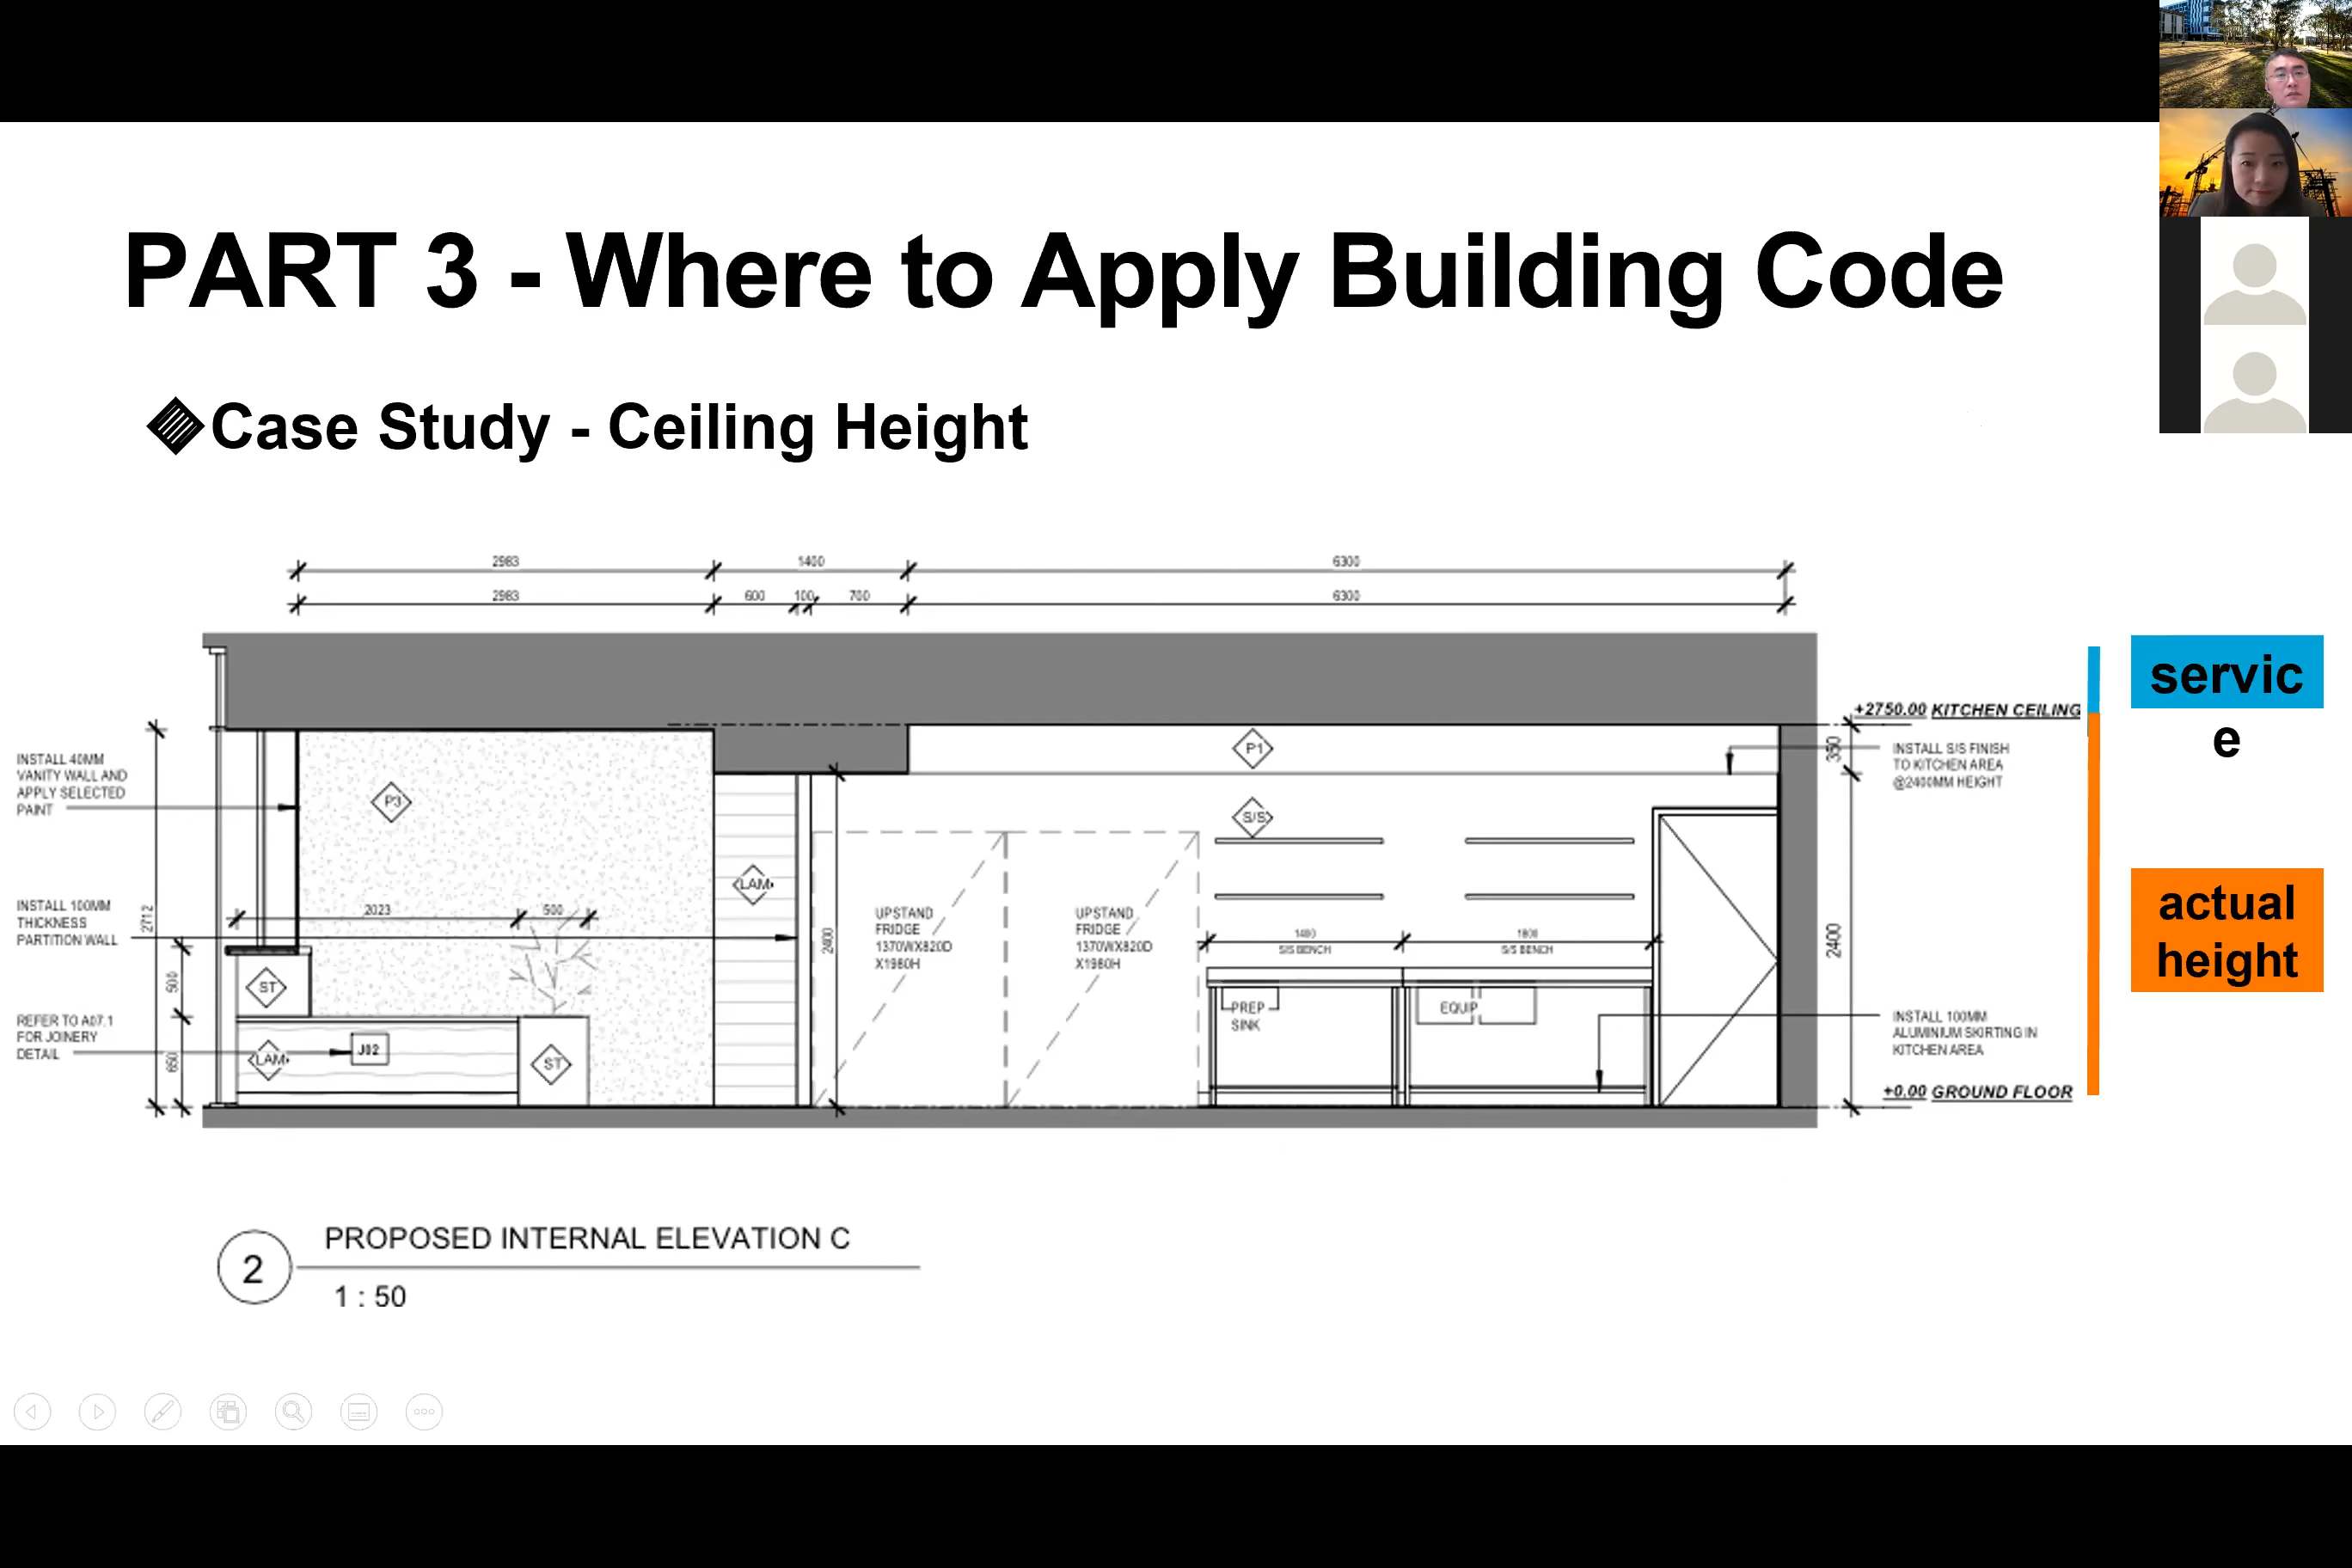 PART 3 - Where to Apply Building Code
Case Study - Ceiling Height
2983
1400
6300
2983
600
100
700
6300
servic
e
+2750.00 KITCHEN CEILING
350
INSTALL S/S FINISH
TO KITCHEN AREA
@2400MM HEIGHT
P1
INSTALL 40MM
VANITY WALL AND
APPLY SELECTED
PAINT
P3
S/S
LAM
actual
height
INSTALL 100MM
THICKNESS
PARTITION WALL
2712
2023
500
2400
UPSTAND
FRIDGE
1370WX820D
X1980H
UPSTAND
FRIDGE
1370WX820D
X1980H
1400
S/S BENCH
1800
S/S BENCH
2400
500
ST
PREP
SINK
EQUIP
REFER TO A07.1
FOR JOINERY
DETAIL
650
LAM
J02
ST
INSTALL 100MM
ALUMINIUM SKIRTING IN
KITCHEN AREA
+0.00 GROUND FLOOR
2
PROPOSED INTERNAL ELEVATION C
1 : 50